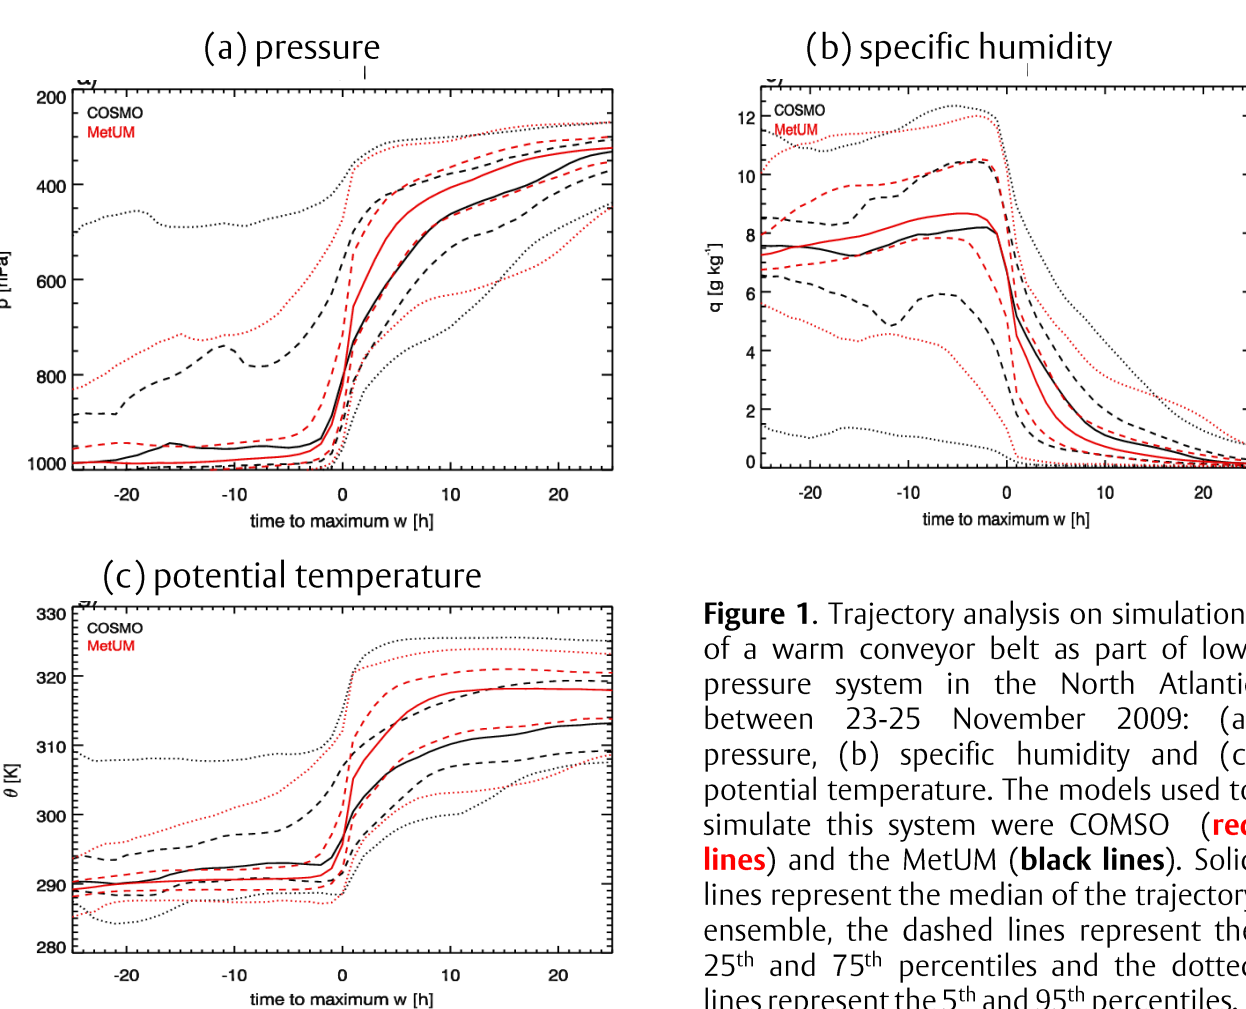 (a) pressure
(b) specific humidity
200
400
600
800
1000
COSMO
MetUM
p [hPa]
-20 -10 0 10 20
time to maximum w [h]
12
10
8
6
4
2
0
COSMO
MetUM
q [g kg-1]
-20 -10 0 10 20
time to maximum w [h]
(c) potential temperature
330
320
310
300
290
280
COSMO
MetUM
θ [K]
-20 -10 0 10 20
time to maximum w [h]
Figure 1. Trajectory analysis on simulation
of a warm conveyor belt as part of low
pressure system in the North Atlantic
between 23-25 November 2009: (a
pressure, (b) specific humidity and (c
potential temperature. The models used to
simulate this system were COMSO (red
lines) and the MetUM (black lines). Solid
lines represent the median of the trajectory
ensemble, the dashed lines represent the
25th and 75th percentiles and the dotted
lines represent the 5th and 95th percentiles.